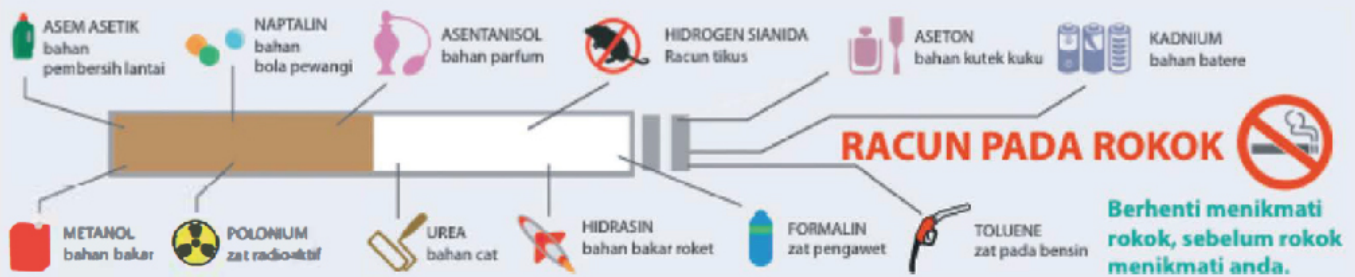 ASEM ASETIK
bahan
pembersih lantai
NAPTALIN
bahan
bola pewangi
ASENTANISOL
bahan parfum
HIDROGEN SIANIDA
Racun tikus
ASETON
bahan kutek kuku
KADNIUM
bahan batere
RACUN PADA ROKOK
METANOL
bahan bakar
POLONIUM
zat radioaktif
UREA
bahan cat
HIDRASIN
bahan bakar roket
FORMALIN
zat pengawet
TOLUENE
zat pada bensin
Berhenti menikmati
rokok, sebelum rokok
menikmati anda.